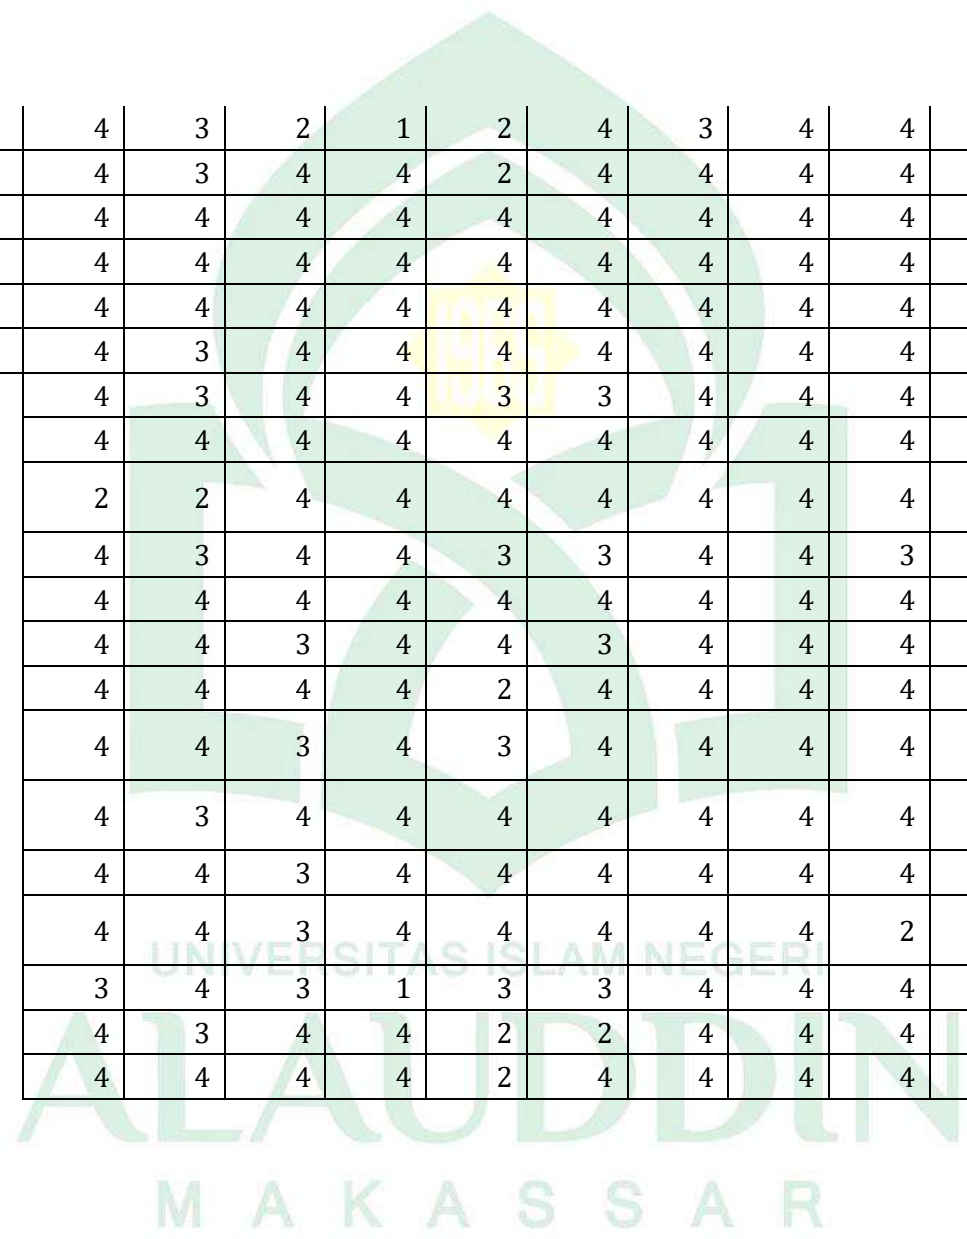 4 3 2 1 2 4 3 4 4
4 3 4 4 2 4 4 4 4
4 4 4 4 4 4 4 4 4
4 4 4 4 4 4 4 4 4
4 4 4 4 4 4 4 4 4
4 3 4 4 4 4 4 4 4
4 3 4 4 3 3 4 4 4
4 4 4 4 4 4 4 4 4
2 2 4 4 4 4 4 4 4
4 3 4 4 3 3 4 4 3
4 4 4 4 4 4 4 4 4
4 4 3 4 4 3 4 4 4
4 4 4 4 2 4 4 4 4
4 4 3 4 3 4 4 4 4
4 3 4 4 4 4 4 4 4
4 4 3 4 4 4 4 4 4
4 4 3 4 4 4 4 4 2
3 4 3 1 3 3 4 4 4
4 3 4 4 2 2 4 4 4
4 4 4 4 2 4 4 4 4
1965
UNIVERSITAS ISLAM NEGERI
ALAUDDIN
MAKASSAR